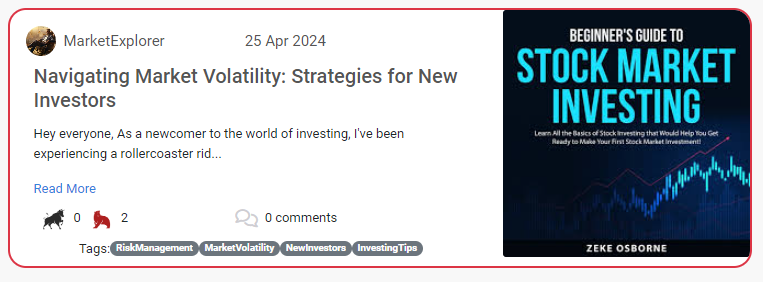 MarketExplorer
25 Apr 2024
Navigating Market Volatility: Strategies for New
Investors
Hey everyone, As a newcomer to the world of investing, I've been
experiencing a rollercoaster rid...
Read More
0
2
0 comments
Tags:
RiskManagement
MarketVolatility
NewInvestors
InvestingTips
BEGINNER'S GUIDE TO
STOCK MARKET
INVESTING
Learn All the Basics of Stock Investing that Would Help You Get
Ready to Make Your First Stock Market Investment!
ZEKE OSBORNE